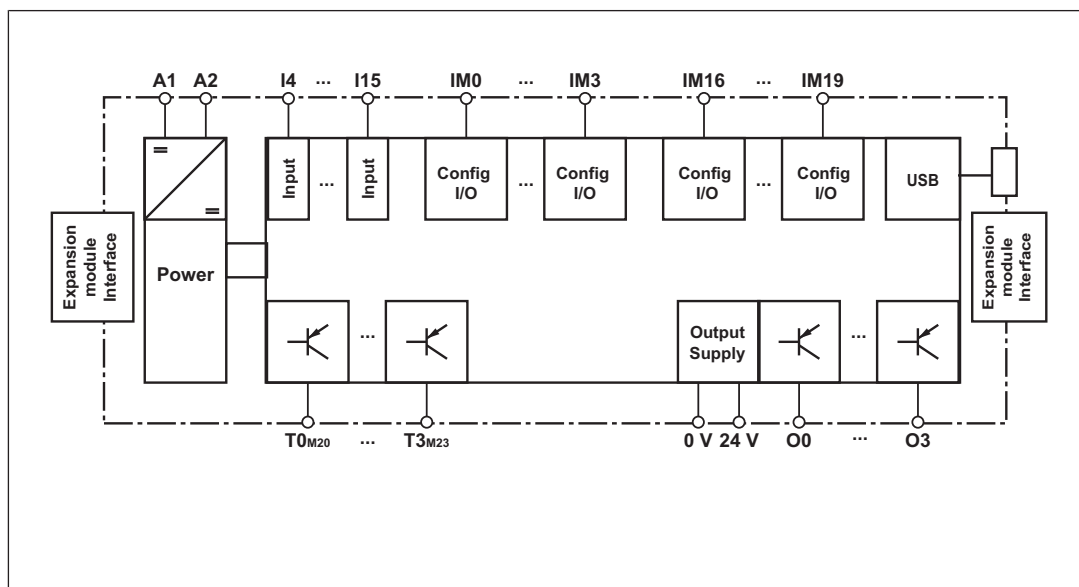 A1 A2 I4 ... I15 IM0 ... IM3 IM16 ... IM19
Input ... Input Config I/O ... Config I/O Config I/O ... Config I/O USB
Expansion module Interface
Power
Expansion module Interface
... Output Supply ...
T0M20 ... T3M23 0 V 24 V O0 ... O3